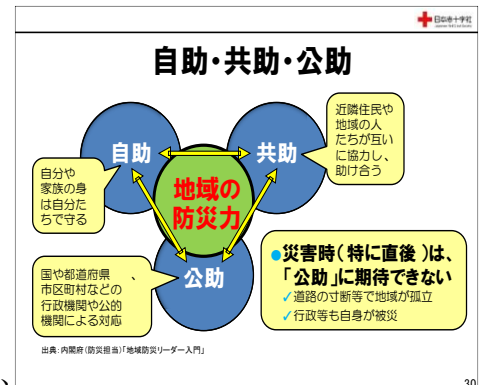 日本赤十字社
自助・共助・公助
近隣住民や
地域の人
たちが互い
に協力し、
助け合う
自助
共助
自分や
家族の身
は自分た
ちで守る
地域の
防災力
国や都道府県、
市区町村などの
行政機関や公的
機関による対応
公助
●災害時(特に直後)は、
「公助」に期待できない
✓道路の寸断等で地域が孤立
✓行政等も自身が被災
出典:内閣府(防災担当)「地域防災リーダー入門」
30